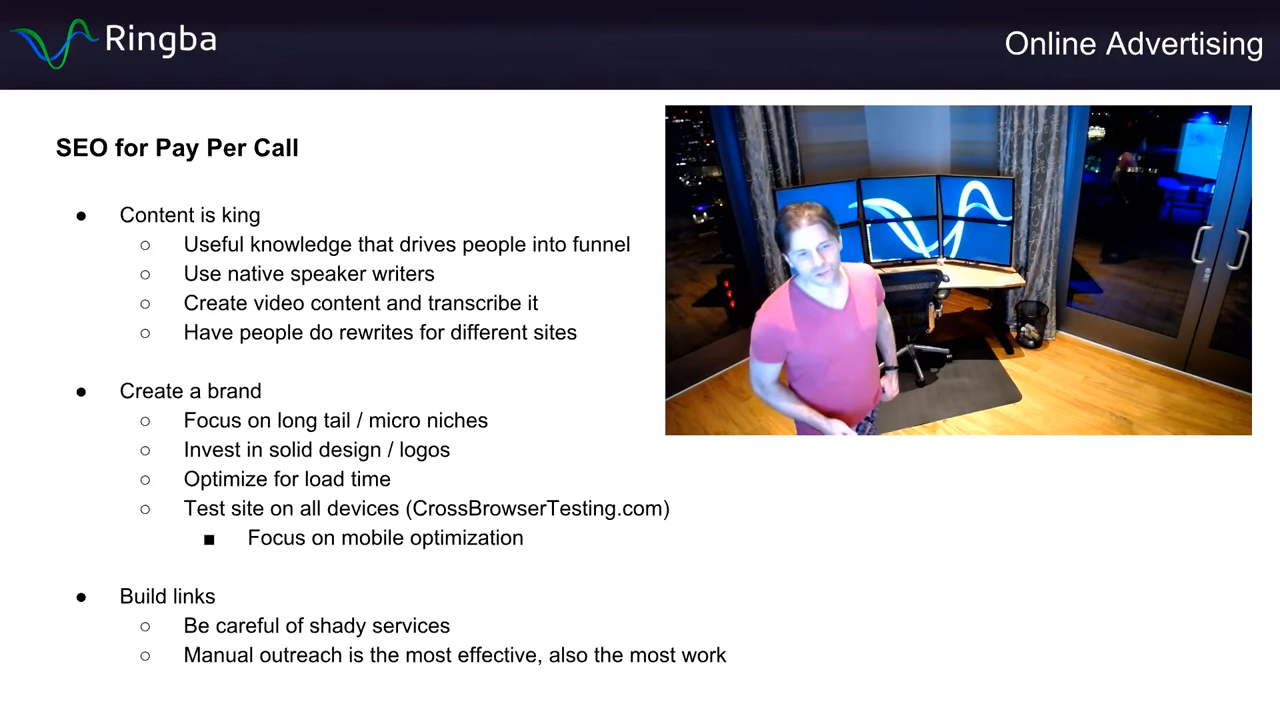 Ringba
Online Advertising
SEO for Pay Per Call
● Content is king
○ Useful knowledge that drives people into funnel
○ Use native speaker writers
○ Create video content and transcribe it
○ Have people do rewrites for different sites
● Create a brand
○ Focus on long tail / micro niches
○ Invest in solid design / logos
○ Optimize for load time
○ Test site on all devices (CrossBrowserTesting.com)
■ Focus on mobile optimization
● Build links
○ Be careful of shady services
○ Manual outreach is the most effective, also the most work